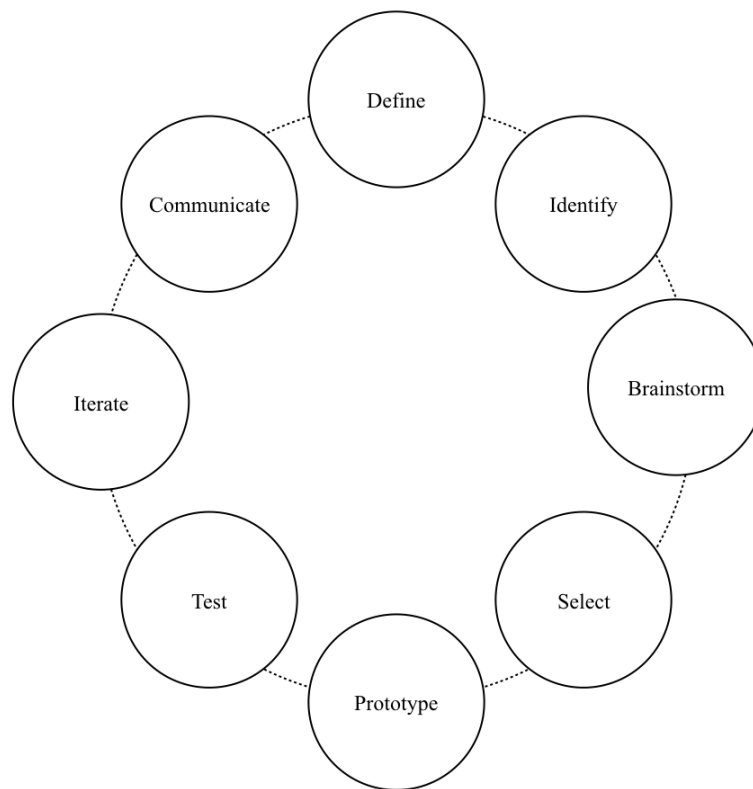 Define
Identify
Brainstorm
Select
Prototype
Test
Iterate
Communicate